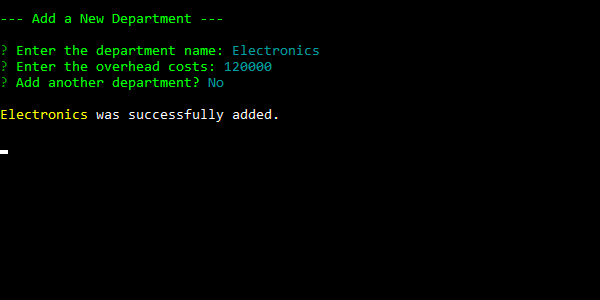 --- Add a New Department ---
? Enter the department name: Electronics
? Enter the overhead costs: 120000
? Add another department? No
Electronics was successfully added.